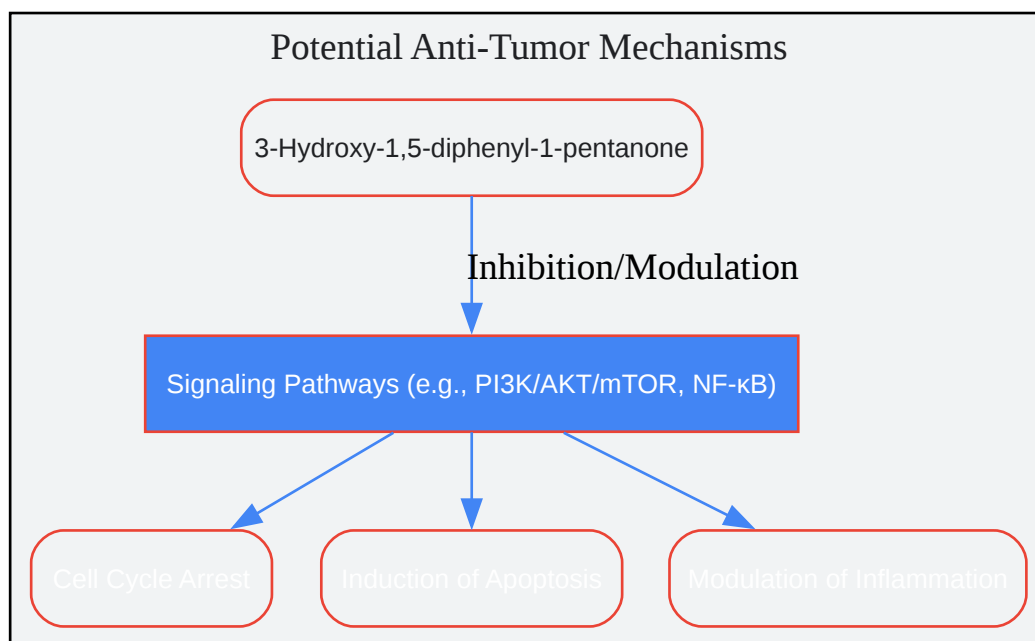 Potential Anti-Tumor Mechanisms
3-Hydroxy-1,5-diphenyl-1-pentanone
Inhibition/Modulation
Signaling Pathways (e.g., PI3K/AKT/mTOR, NF-κB)
Cell Cycle Arrest
Induction of Apoptosis
Modulation of Inflammation